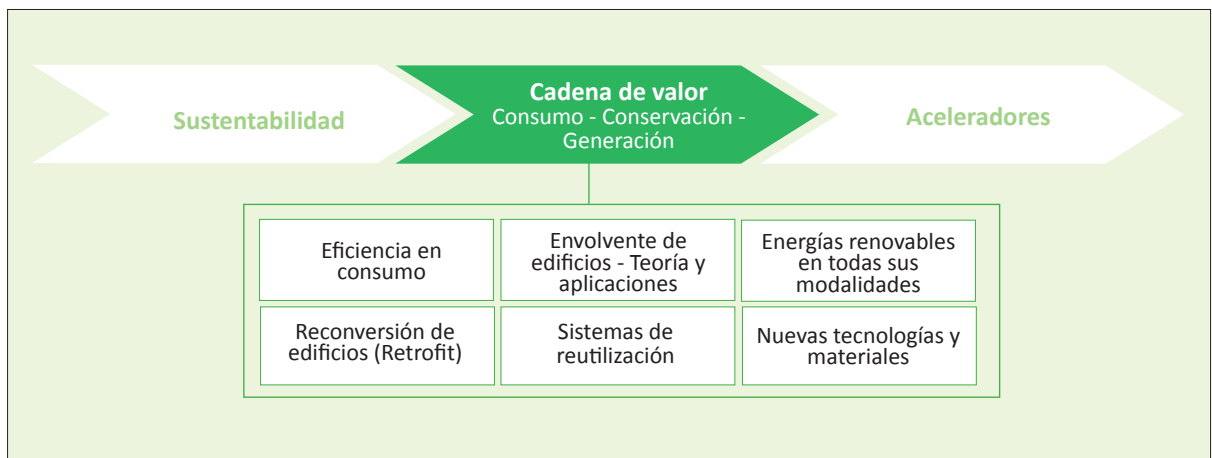 Sustentabilidad
Cadena de valor
Consumo - Conservación -
Generación
Aceleradores
Eficiencia en
consumo
Envolvente de
edificios - Teoría y
aplicaciones
Energías renovables
en todas sus
modalidades
Reconversión de
edificios (Retrofit)
Sistemas de
reutilización
Nuevas tecnologías y
materiales